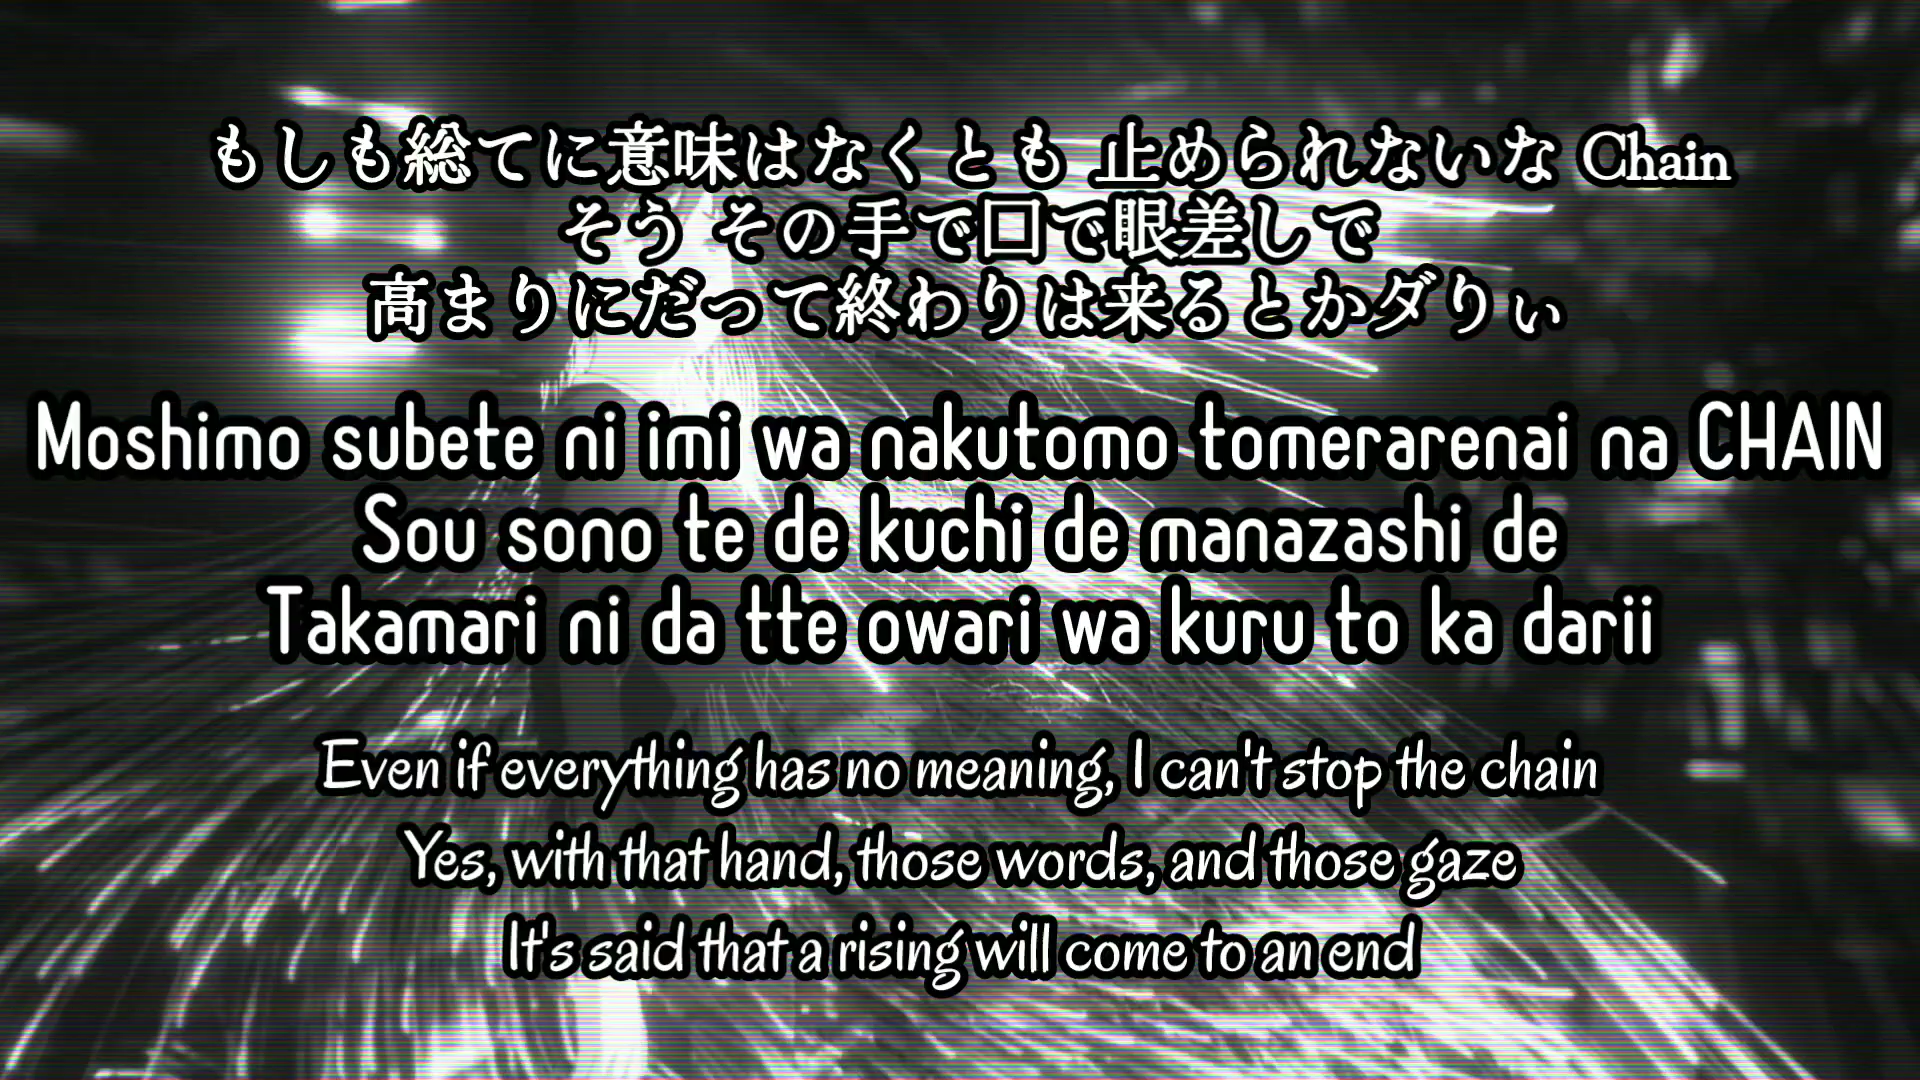 もしも総てに意味はなくとも 止められないな Chain
そう その手で口で眼差しで
高まりにだって終わりは来るとかダりぃ
Moshimo subete ni imi wa nakutomo tomerarenai na CHAIN
Sou sono te de kuchi de manazashi de
Takamari ni da tte owari wa kuru to ka darii
Even if everything has no meaning, I can't stop the chain
Yes, with that hand, those words, and those gaze
It's said that a rising will come to an end